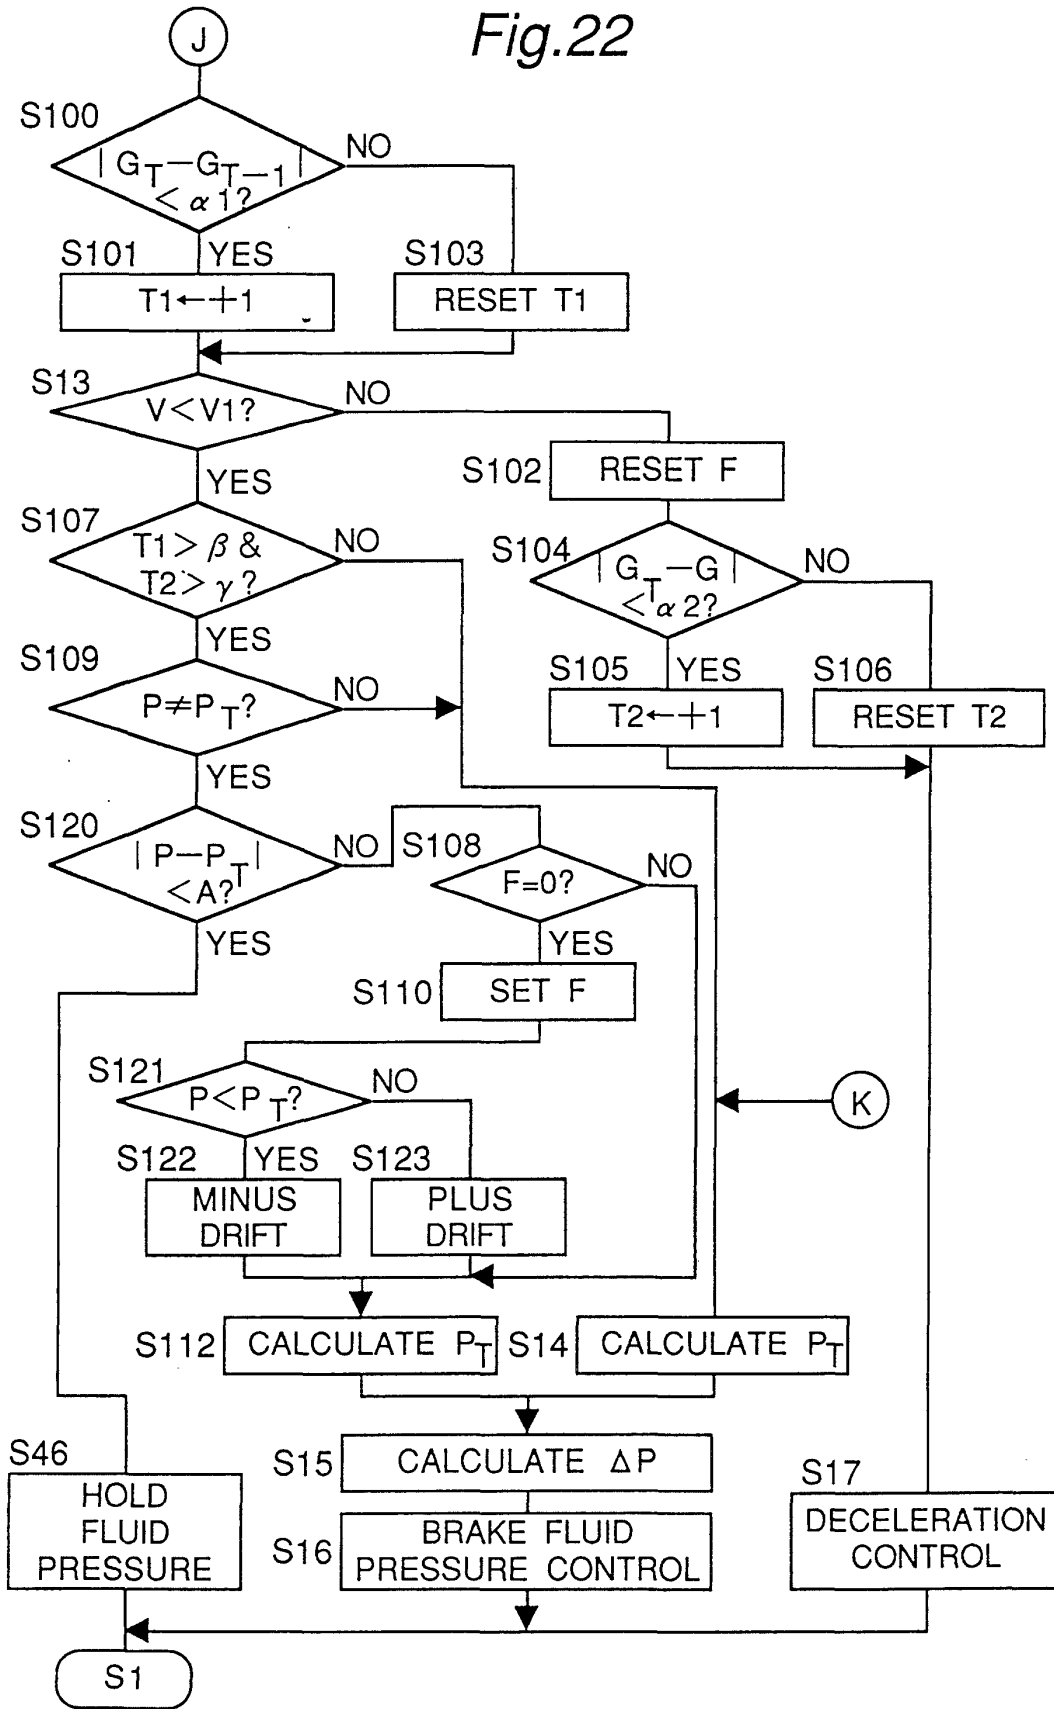 Fig.22
J
S100
| G_T−G_T−1 |
< α1?
NO
YES
S101
T1←+1
S103
RESET T1
S13
V<V1?
NO
YES
S102
RESET F
S107
T1> β &
T2> γ ?
NO
YES
S104
| G_T −G |
< α2?
NO
YES
S109
P≠P_T?
NO
YES
S105
T2←+1
S106
RESET T2
S120
| P−P_T |
<A?
NO
YES
S108
F=0?
NO
YES
S110
SET F
S121
P<P_T?
NO
YES
K
S122
MINUS
DRIFT
S123
PLUS
DRIFT
S112
CALCULATE P_T
S14
CALCULATE P_T
S15
CALCULATE ΔP
S46
HOLD
FLUID
PRESSURE
S16
BRAKE FLUID
PRESSURE CONTROL
S17
DECELERATION
CONTROL
S1